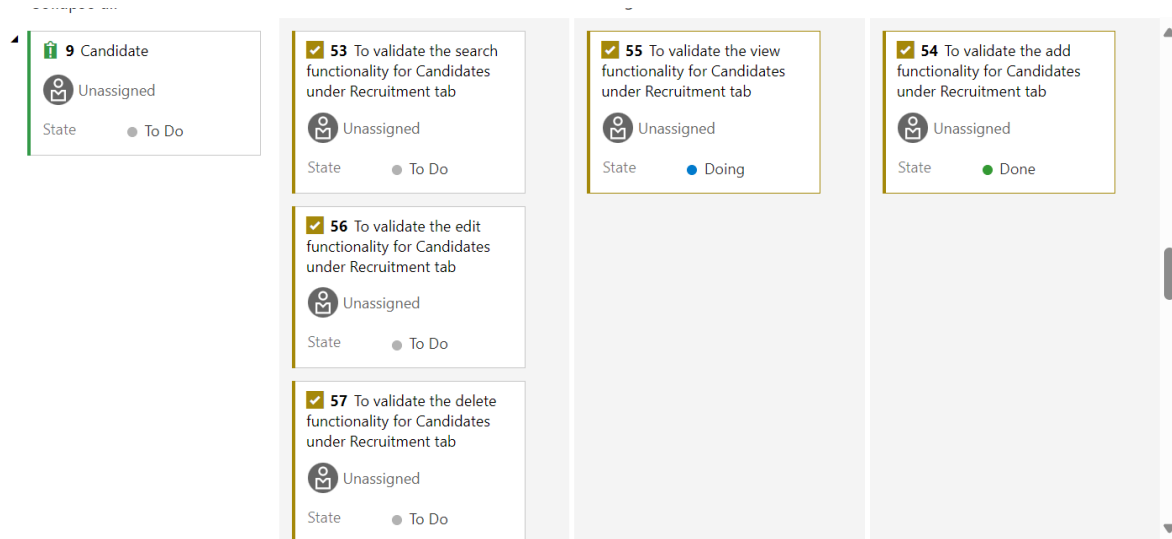 9 Candidate
Unassigned
State To Do
53 To validate the search
functionality for Candidates
under Recruitment tab
Unassigned
State To Do
56 To validate the edit
functionality for Candidates
under Recruitment tab
Unassigned
State To Do
57 To validate the delete
functionality for Candidates
under Recruitment tab
Unassigned
State To Do
55 To validate the view
functionality for Candidates
under Recruitment tab
Unassigned
State Doing
54 To validate the add
functionality for Candidates
under Recruitment tab
Unassigned
State Done